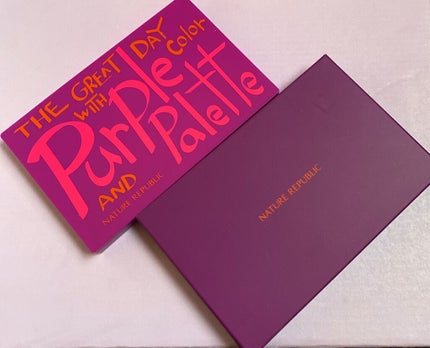 THE GREAT DAY
WITH Color
PurPle
AND Palette
NATURE REPUBLIC
NATURE REPUBLIC